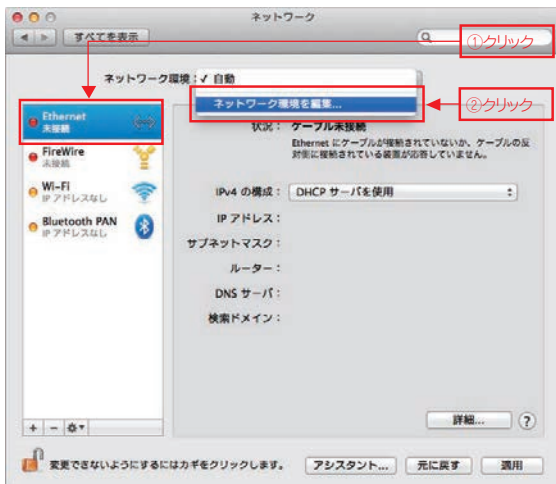 ネットワーク
すべてを表示
①クリック
ネットワーク環境：✓ 自動
ネットワーク環境を編集...
②クリック
Ethernet
未接続
FireWire
未接続
Wi-Fi
IP アドレスなし
Bluetooth PAN
IP アドレスなし
状況： ケーブル未接続
Ethernet にケーブルが接続されていないか、ケーブルの反
対側に接続されている装置が応答していません。
IPv4 の構成： DHCP サーバを使用
IP アドレス：
サブネットマスク：
ルーター：
DNS サーバ：
検索ドメイン：
詳細... ?
変更できないようにするにはカギをクリックします。
アシスタント... 元に戻す 適用